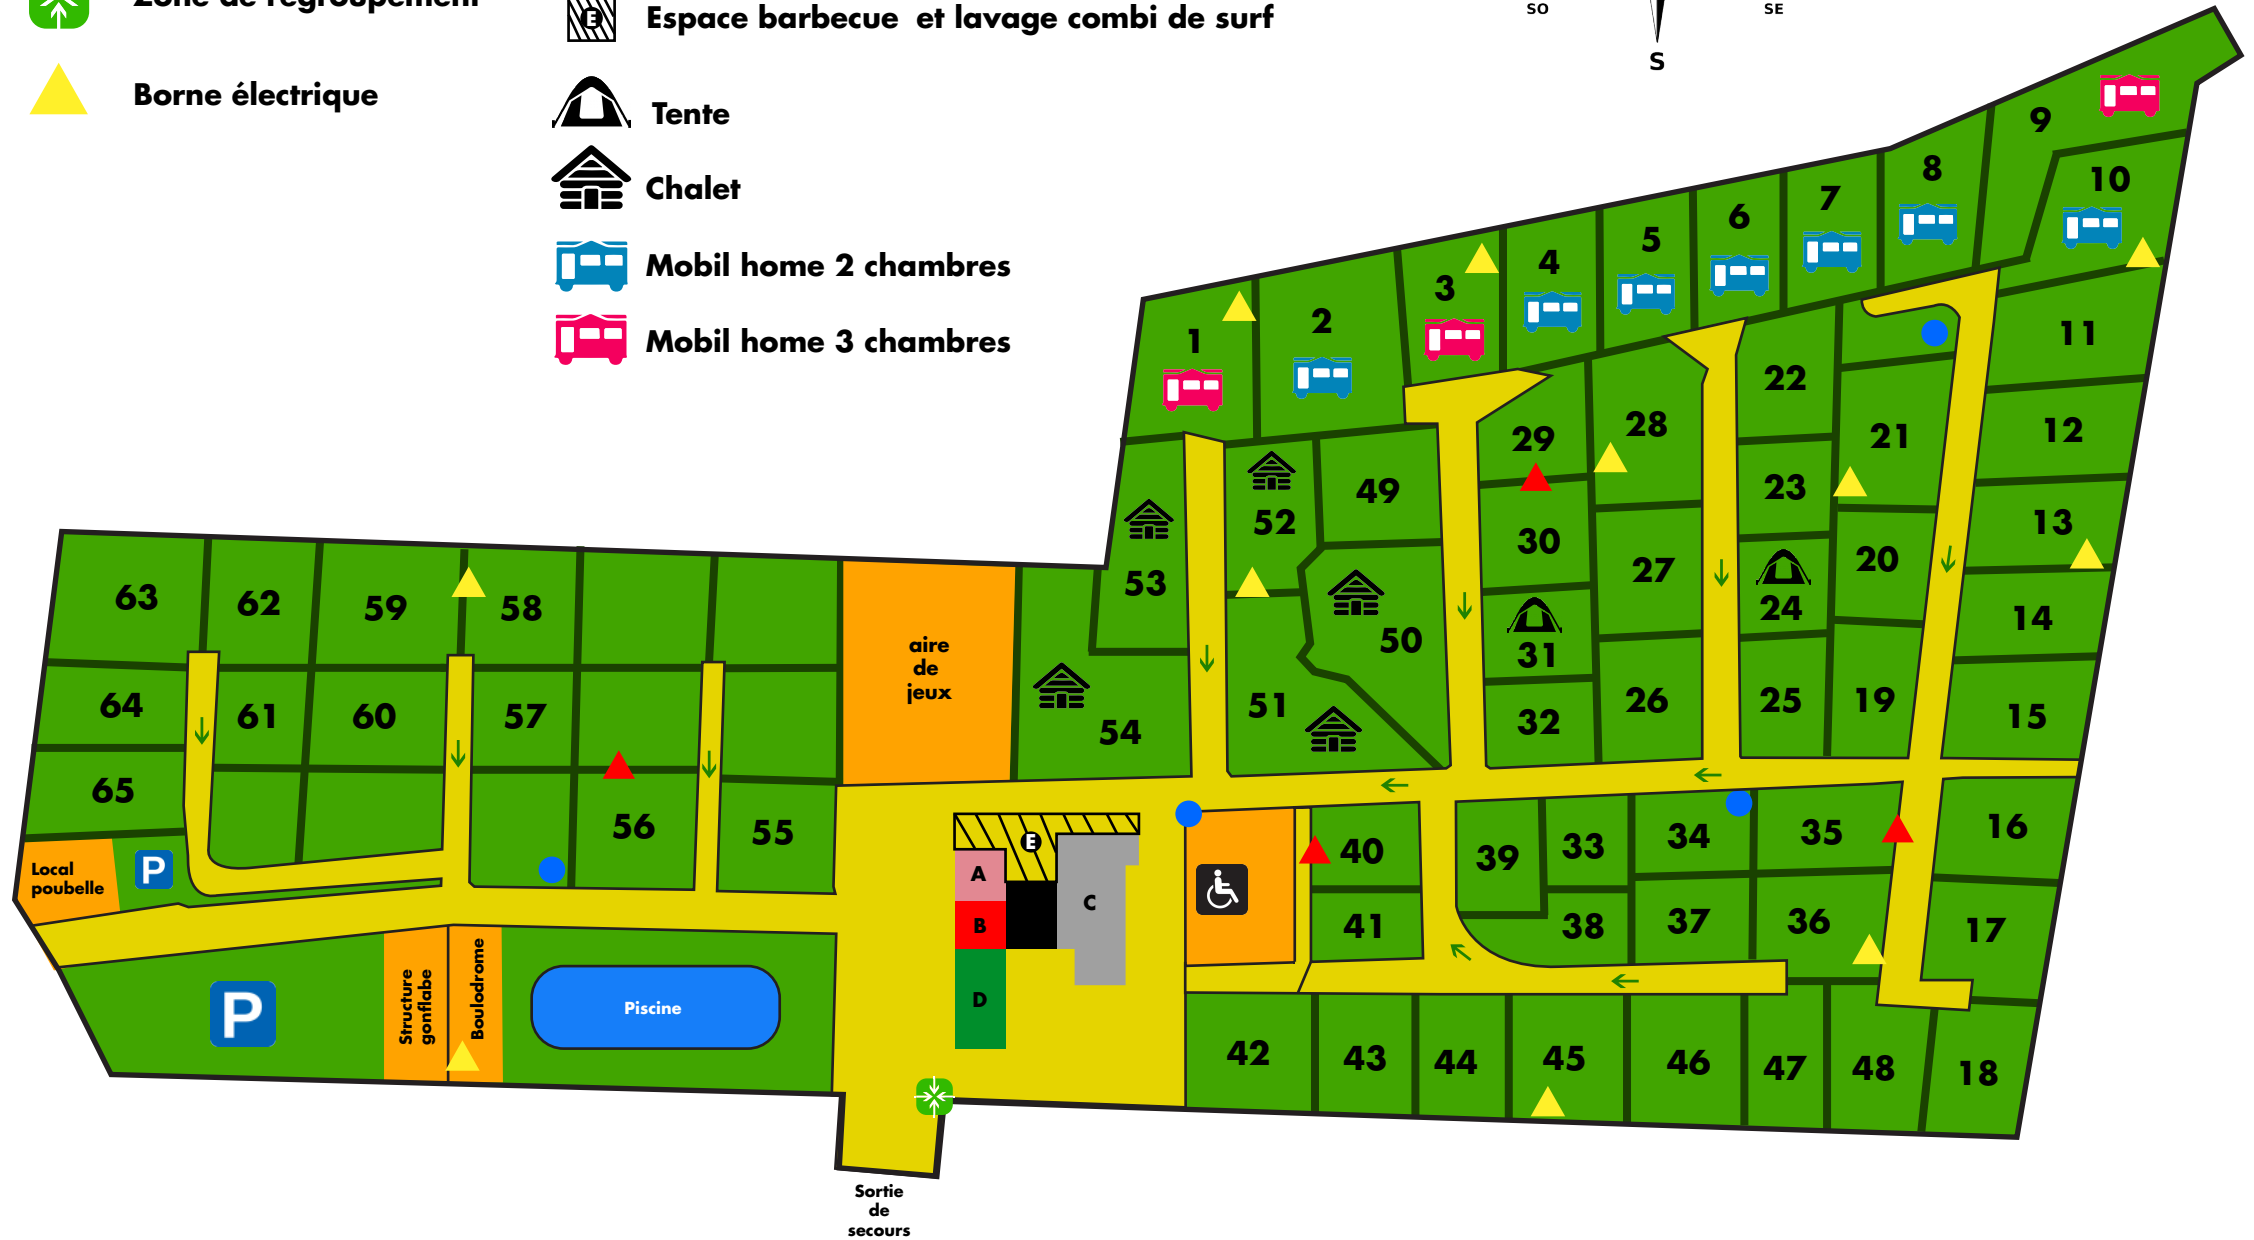 Zone de regroupement
E
Espace barbecue et lavage combi de surf
SO
SE
S
Borne électrique
Tente
Chalet
Mobil home 2 chambres
Mobil home 3 chambres
9
8
10
7
6
5
4
3
2
1
11
22
12
28
29
21
49
23
13
52
30
20
27
53
24
14
31
50
63
62
59
58
aire
de
jeux
26
25
19
15
32
51
54
64
61
60
57
65
56
55
16
35
34
33
39
40
E
A
C
B
D
Local
poubelle
P
17
36
37
38
41
P
Structure
gonflabe
Boulodrome
Piscine
42
43
44
45
46
47
48
18
Sortie
de
secours